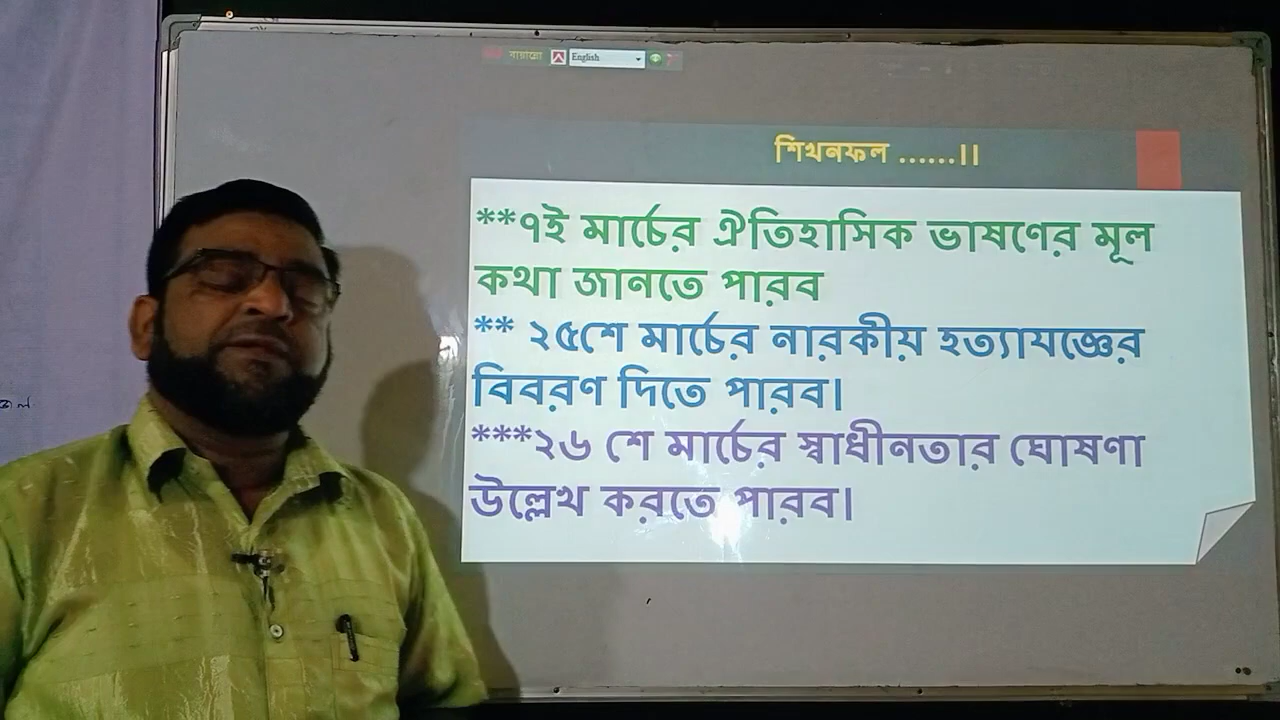 বায়ান্নো English
শিখনফল ......।।
**৭ই মার্চের ঐতিহাসিক ভাষণের মূল
কথা জানতে পারব
** ২৫শে মার্চের নারকীয় হত্যাযজ্ঞের
বিবরণ দিতে পারব।
***২৬ শে মার্চের স্বাধীনতার ঘোষণা
উল্লেখ করতে পারব।